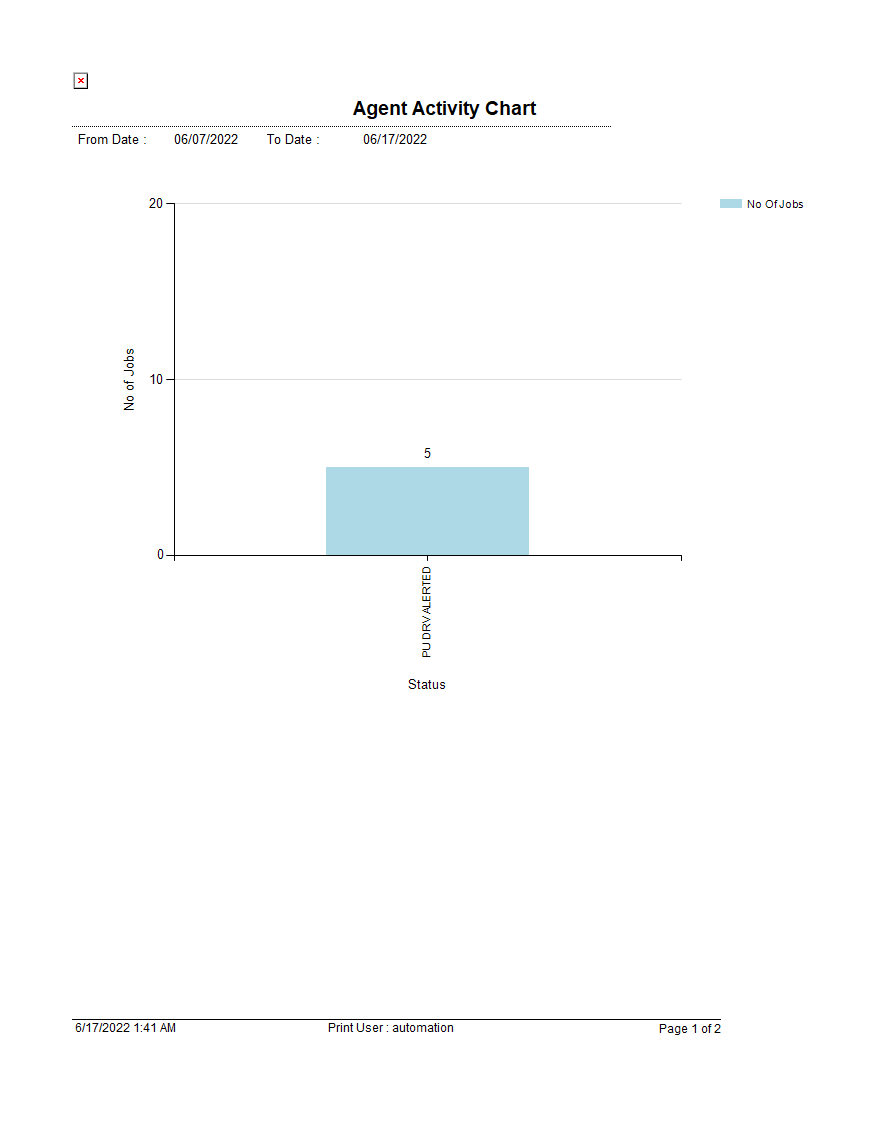 Agent Activity Chart
From Date : 06/07/2022 To Date : 06/17/2022
20
No Of Jobs
No of Jobs
10
5
0
PU DRV ALERTED
Status
6/17/2022 1:41 AM Print User : automation Page 1 of 2